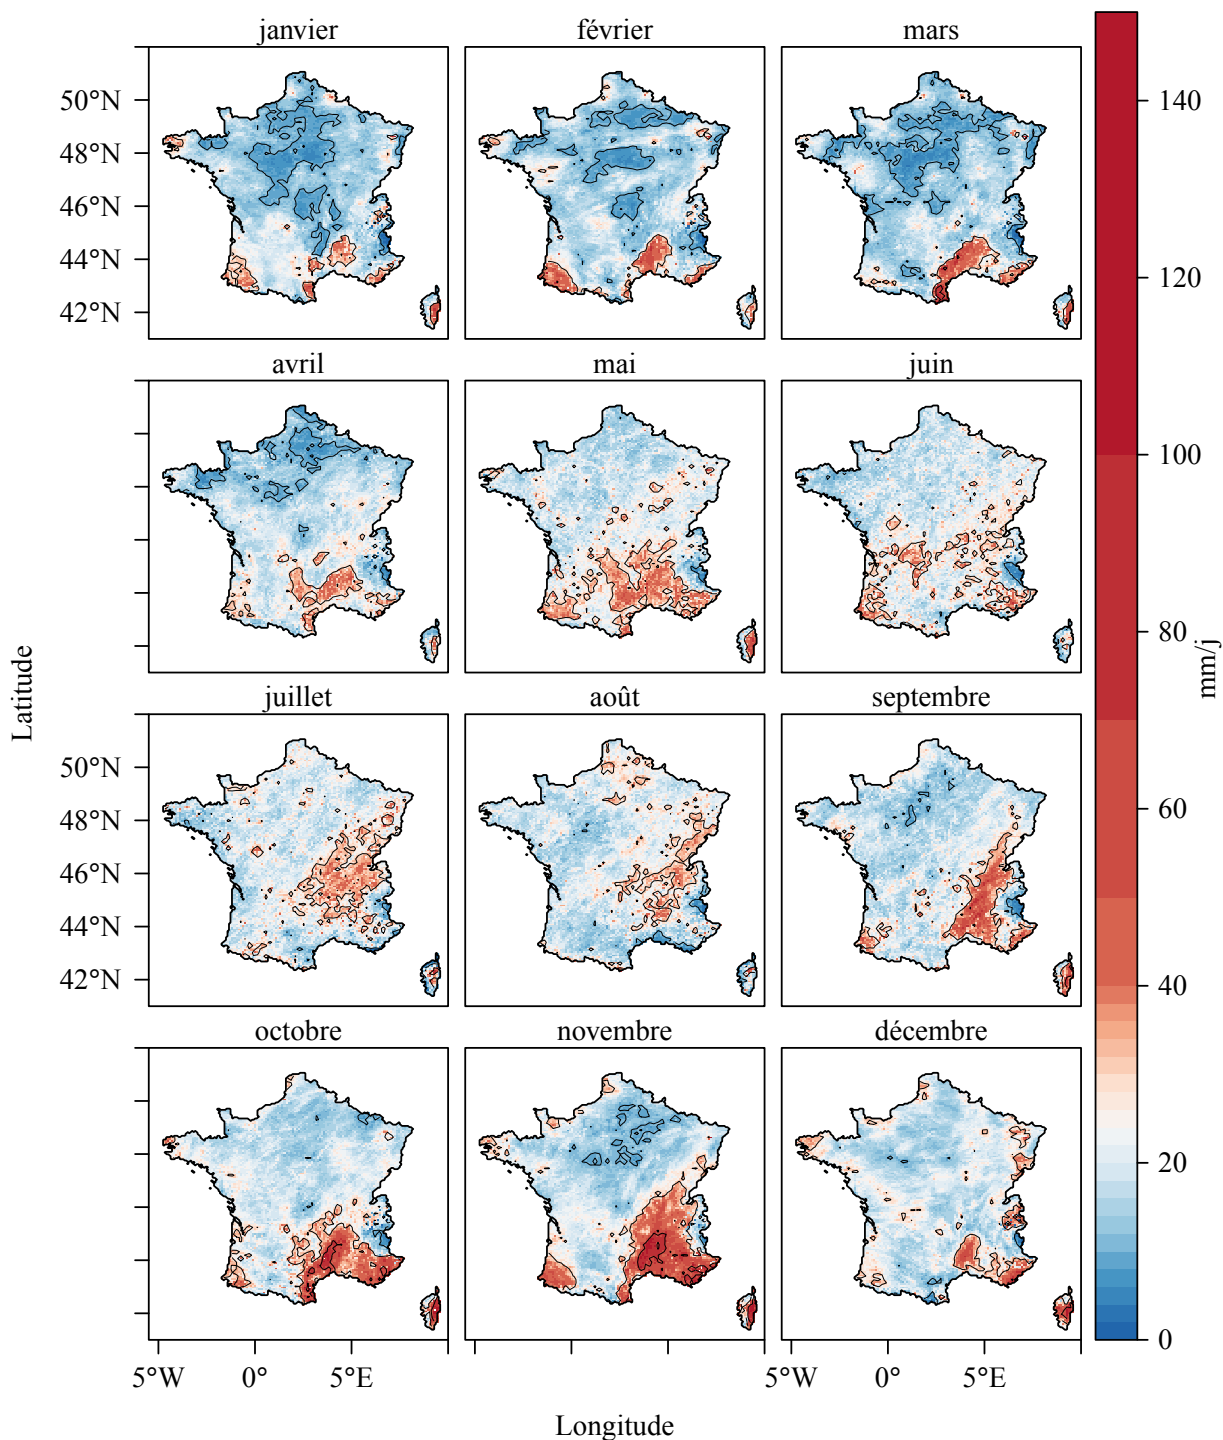 janvier février mars
50°N
48°N
46°N
44°N
42°N
140
120
avril mai juin
100
80
mm/j
Latitude
juillet août septembre
50°N
48°N
46°N
44°N
42°N
60
40
octobre novembre décembre
20
0
5°W 0° 5°E 5°W 0° 5°E
Longitude